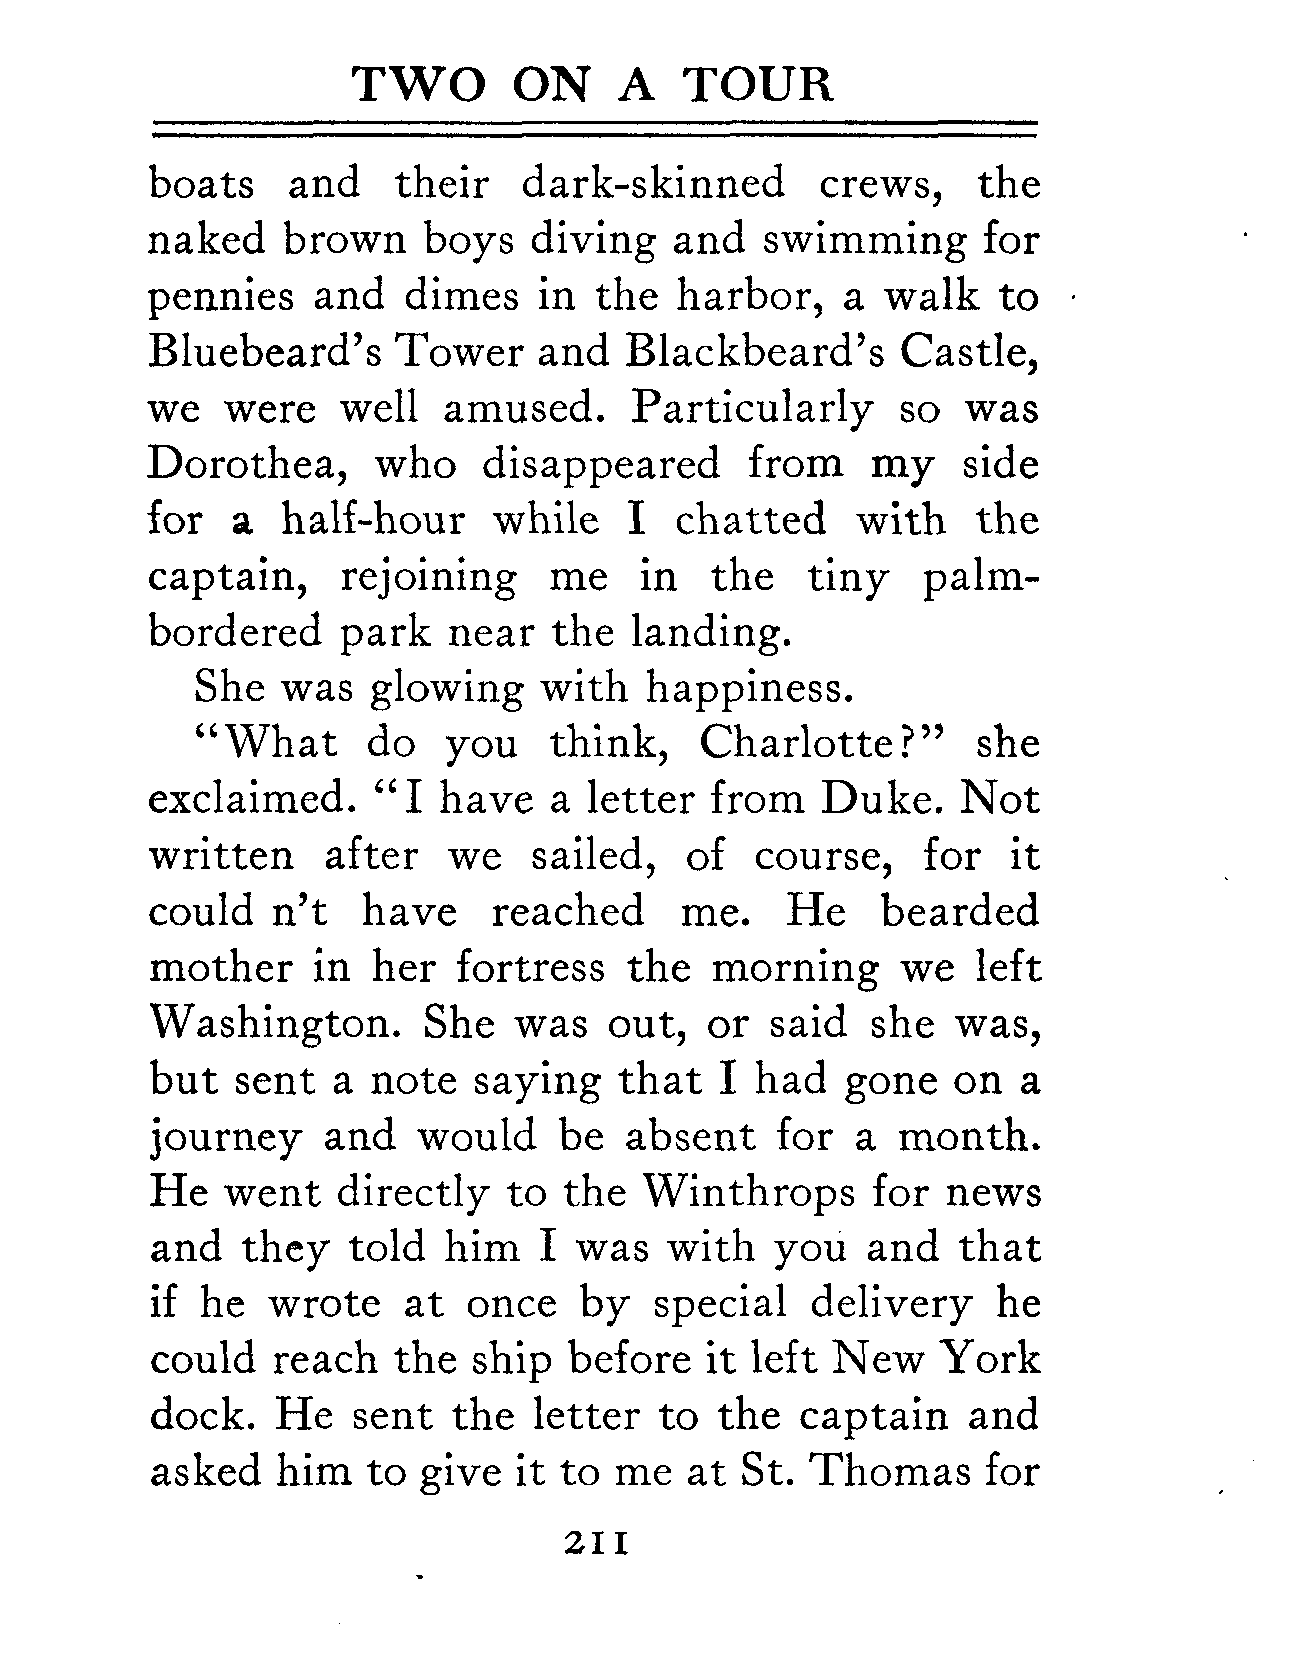 TWO ON A TOUR
boats and their dark-skinned crews, the
naked brown boys diving and swimming for
pennies and dimes in the harbor, a walk to
Bluebeard's Tower and Blackbeard's Castle,
we were well amused. Particularly so was
Dorothea, who disappeared from my side
for a half-hour while I chatted with the
captain, rejoining me in the tiny palm-
bordered park near the landing.
She was glowing with happiness.
“What do you think, Charlotte?” she
exclaimed. “I have a letter from Duke. Not
written after we sailed, of course, for it
could n't have reached me. He bearded
mother in her fortress the morning we left
Washington. She was out, or said she was,
but sent a note saying that I had gone on a
journey and would be absent for a month.
He went directly to the Winthrops for news
and they told him I was with you and that
if he wrote at once by special delivery he
could reach the ship before it left New York
dock. He sent the letter to the captain and
asked him to give it to me at St. Thomas for
211